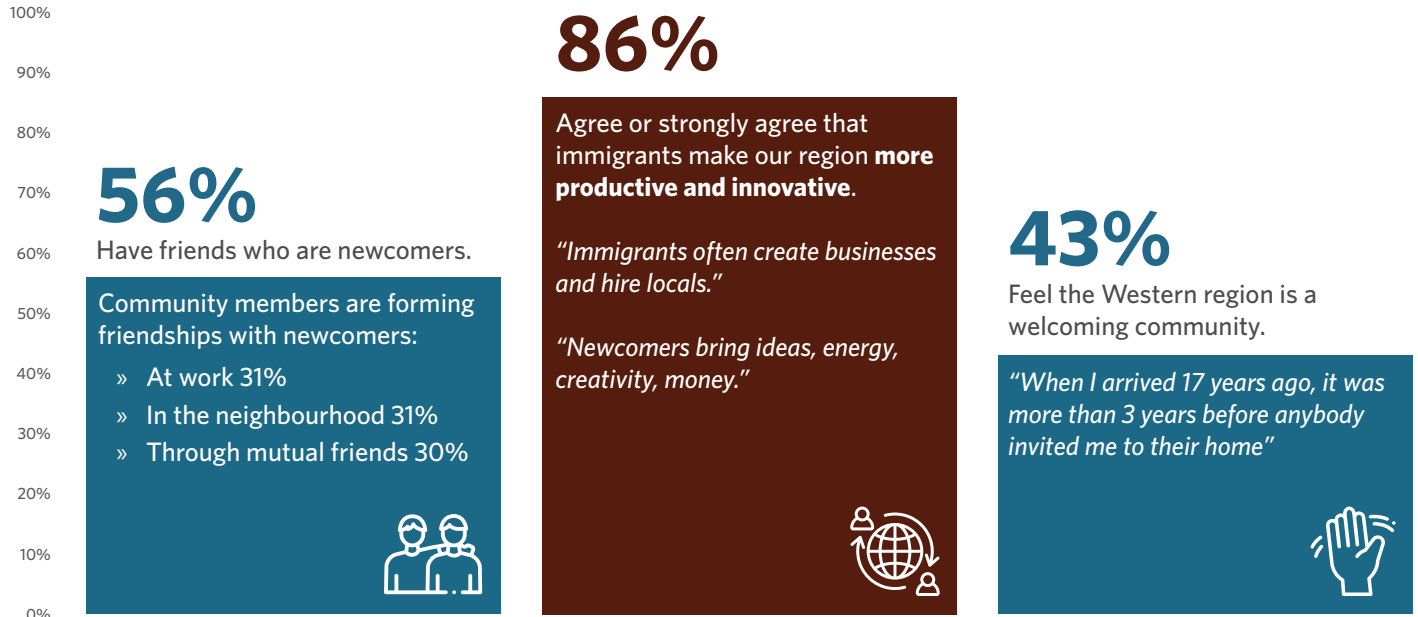 100%
90%
80%
70%
60%
50%
40%
30%
20%
10%
0%
56%
Have friends who are newcomers.
Community members are forming
friendships with newcomers:
» At work 31%
» In the neighbourhood 31%
» Through mutual friends 30%
86%
Agree or strongly agree that
immigrants make our region more
productive and innovative.
“Immigrants often create businesses
and hire locals.”
“Newcomers bring ideas, energy,
creativity, money.”
43%
Feel the Western region is a
welcoming community.
“When I arrived 17 years ago, it was
more than 3 years before anybody
invited me to their home”